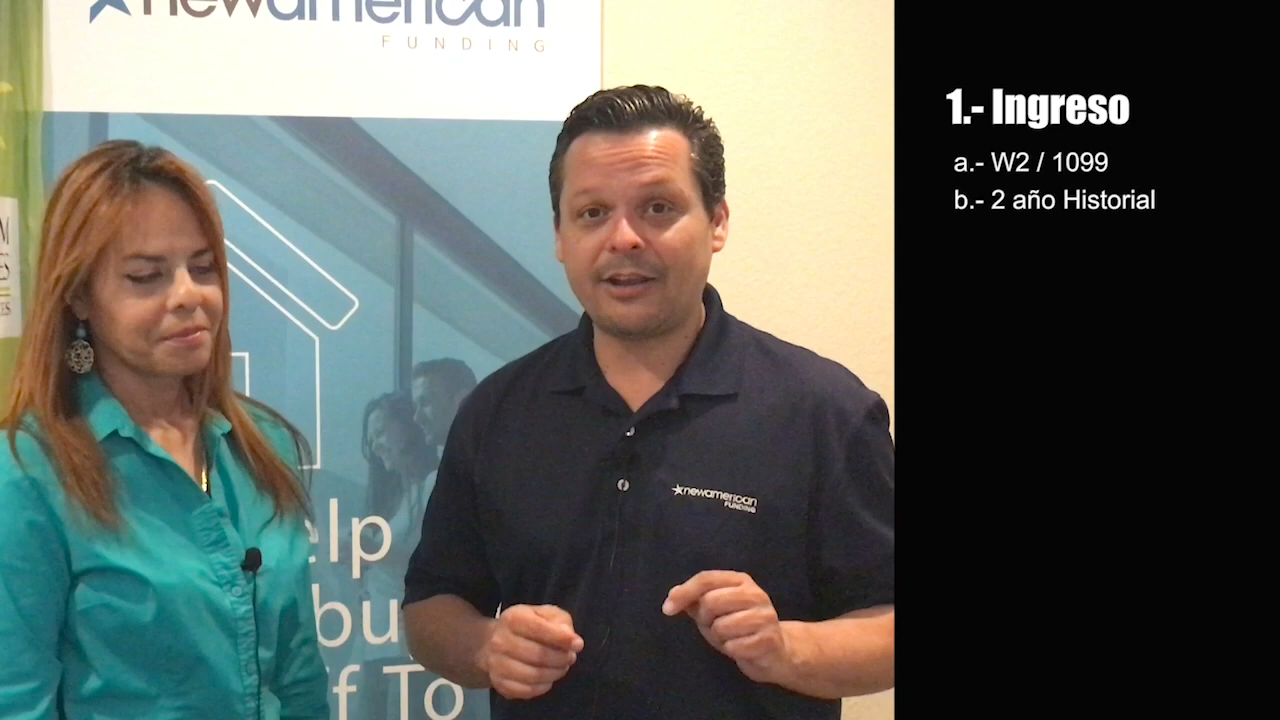 newamerican
FUNDING
1.- Ingreso
a.- W2 / 1099
b.- 2 año Historial
newamerican
FUNDING
elp
bu
f To